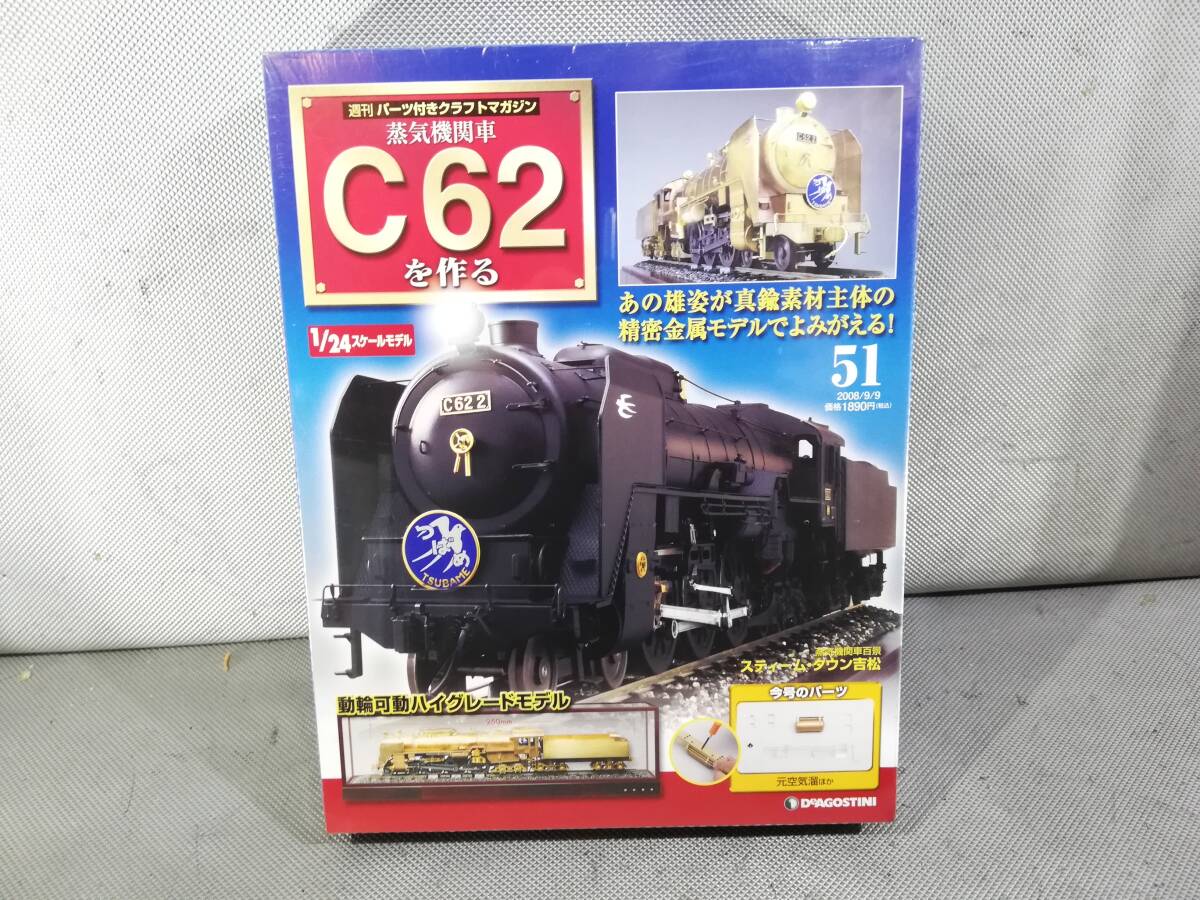 週刊 パーツ付きクラフトマガジン
蒸気機関車
C62
を作る
1/24スケールモデル
C62 2
あの雄姿が真鍮素材主体の
精密金属モデルでよみがえる!
51
2008/9/9
価格1890円(税込)
C62 2
つばめ
TSUBAME
蒸気機関車百景
スティーム・タウン吉松
動輪可動ハイグレードモデル
今号のパーツ
元空気溜ほか
DeAGOSTINI